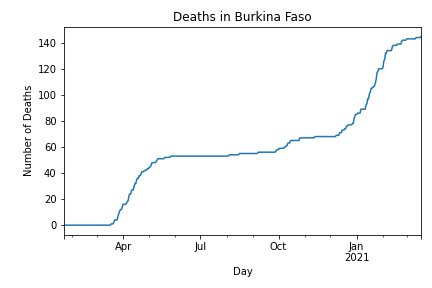 Deaths in Burkina Faso
Number of Deaths
140
120
100
80
60
40
20
0
Apr
Jul
Oct
Jan
2021
Day